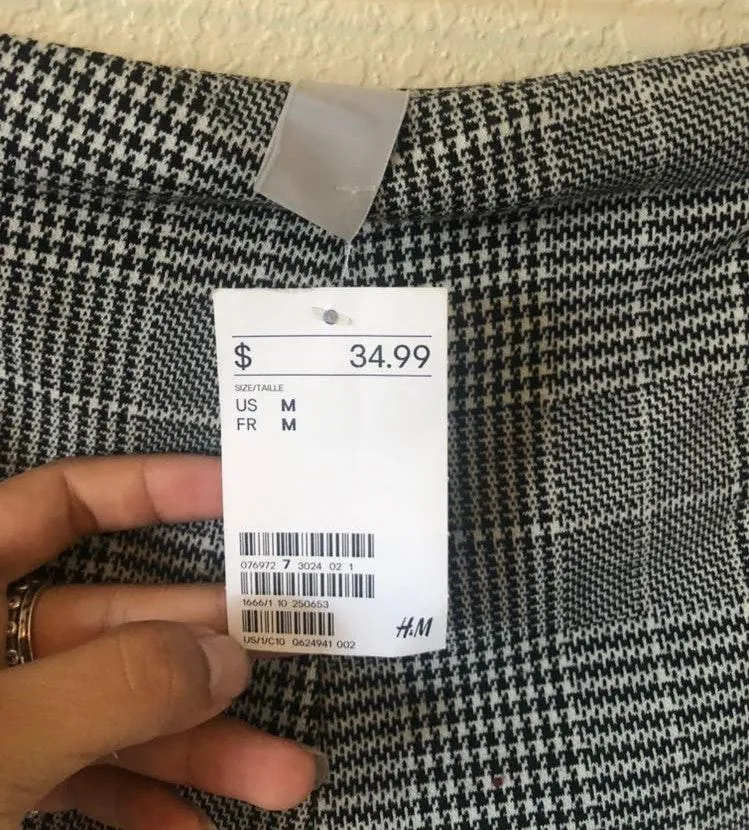 $ 34.99
SIZE/TAILLE
US M
FR M
076972 7 3024 02 1
1666/1 10 250653
H&M
US/1/C10 0624941 002